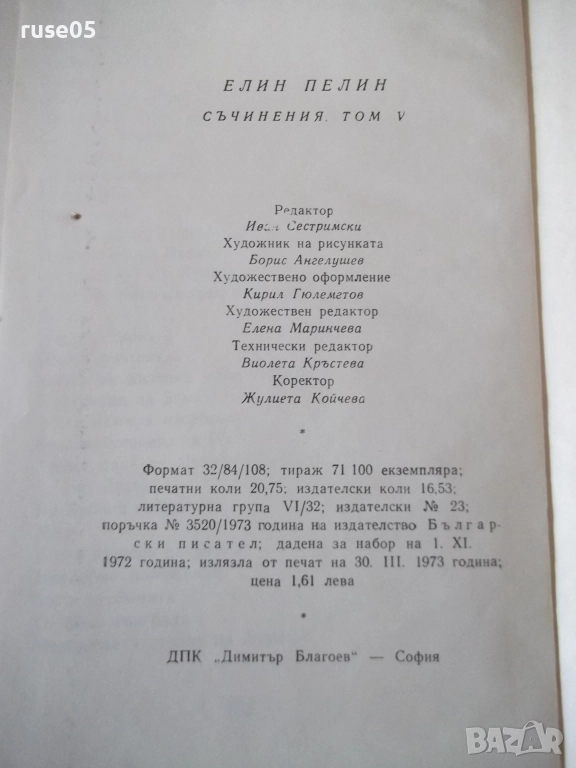 ruse05
ЕЛИН ПЕЛИН
СЪЧИНЕНИЯ. ТОМ V
Редактор
Иван Сестримски
Художник на рисунката
Борис Ангелушев
Художествено оформление
Кирил Гюлеметов
Художествен редактор
Елена Маринчева
Технически редактор
Виолета Кръстева
Коректор
Жулиета Койчева
*
Формат 32/84/108; тираж 71 100 екземпляра;
печатни коли 20,75; издателски коли 16,53;
литературна група VI/32; издателски № 23;
поръчка № 3520/1973 година на издателство Българ-
ски писател; дадена за набор на 1. XI.
1972 година; излязла от печат на 30. III. 1973 година;
цена 1,61 лева
*
ДПК „Димитър Благоев“ — София
BAZAR